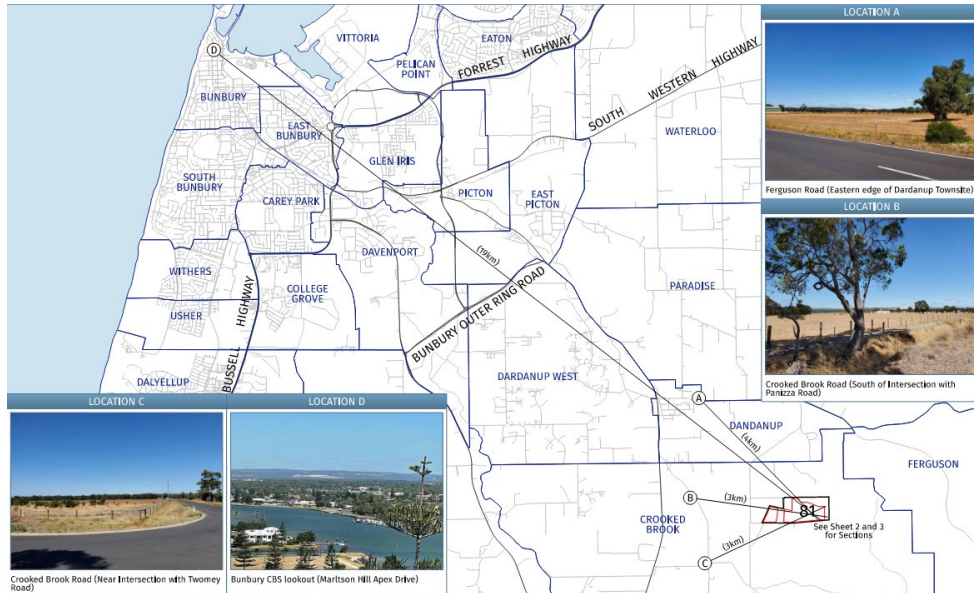 LOCATION A
Ferguson Road (Eastern edge of Dardanup Townsite)
LOCATION B
Crooked Brook Road (South of Intersection with
Panizza Road)
LOCATION C
Crooked Brook Road (Near Intersection with Twomey
Road)
LOCATION D
Bunbury CBS lookout (Marltson Hill Apex Drive)
D
VITTORIA
EATON
PELICAN
POINT
FORREST HIGHWAY
SOUTH WESTERN HIGHWAY
BUNBURY
EAST
BUNBURY
GLEN IRIS
WATERLOO
SOUTH
BUNBURY
CAREY PARK
PICTON
EAST
PICTON
DAVENPORT
(19km)
WITHERS
COLLEGE
GROVE
USHER
PARADISE
BUNBURY OUTER RING ROAD
BUSSELL HIGHWAY
DALYELLUP
DARDANUP WEST
A
DANDANUP
(4km)
FERGUSON
B
(3km)
81
See Sheet 2 and 3
for Sections
CROOKED
BROOK
(3km)
C